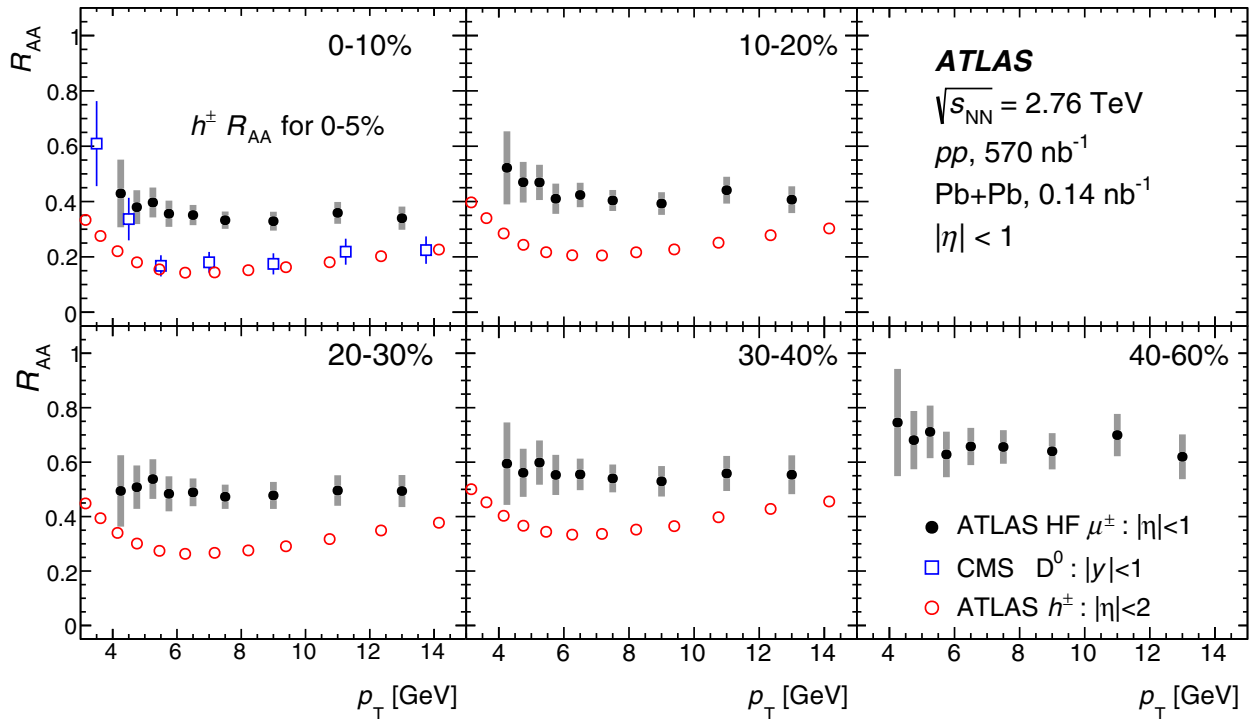 R_AA
1
0.8
0.6
0.4
0.2
0
0-10%
h± R_AA for 0-5%
10-20%
ATLAS
√s_NN = 2.76 TeV
pp, 570 nb⁻¹
Pb+Pb, 0.14 nb⁻¹
|η| < 1
R_AA
1
0.8
0.6
0.4
0.2
0
20-30%
30-40%
40-60%
ATLAS HF μ± : |η|<1
CMS D⁰ : |y|<1
ATLAS h± : |η|<2
4 6 8 10 12 14
4 6 8 10 12 14
4 6 8 10 12 14
p_T [GeV]
p_T [GeV]
p_T [GeV]